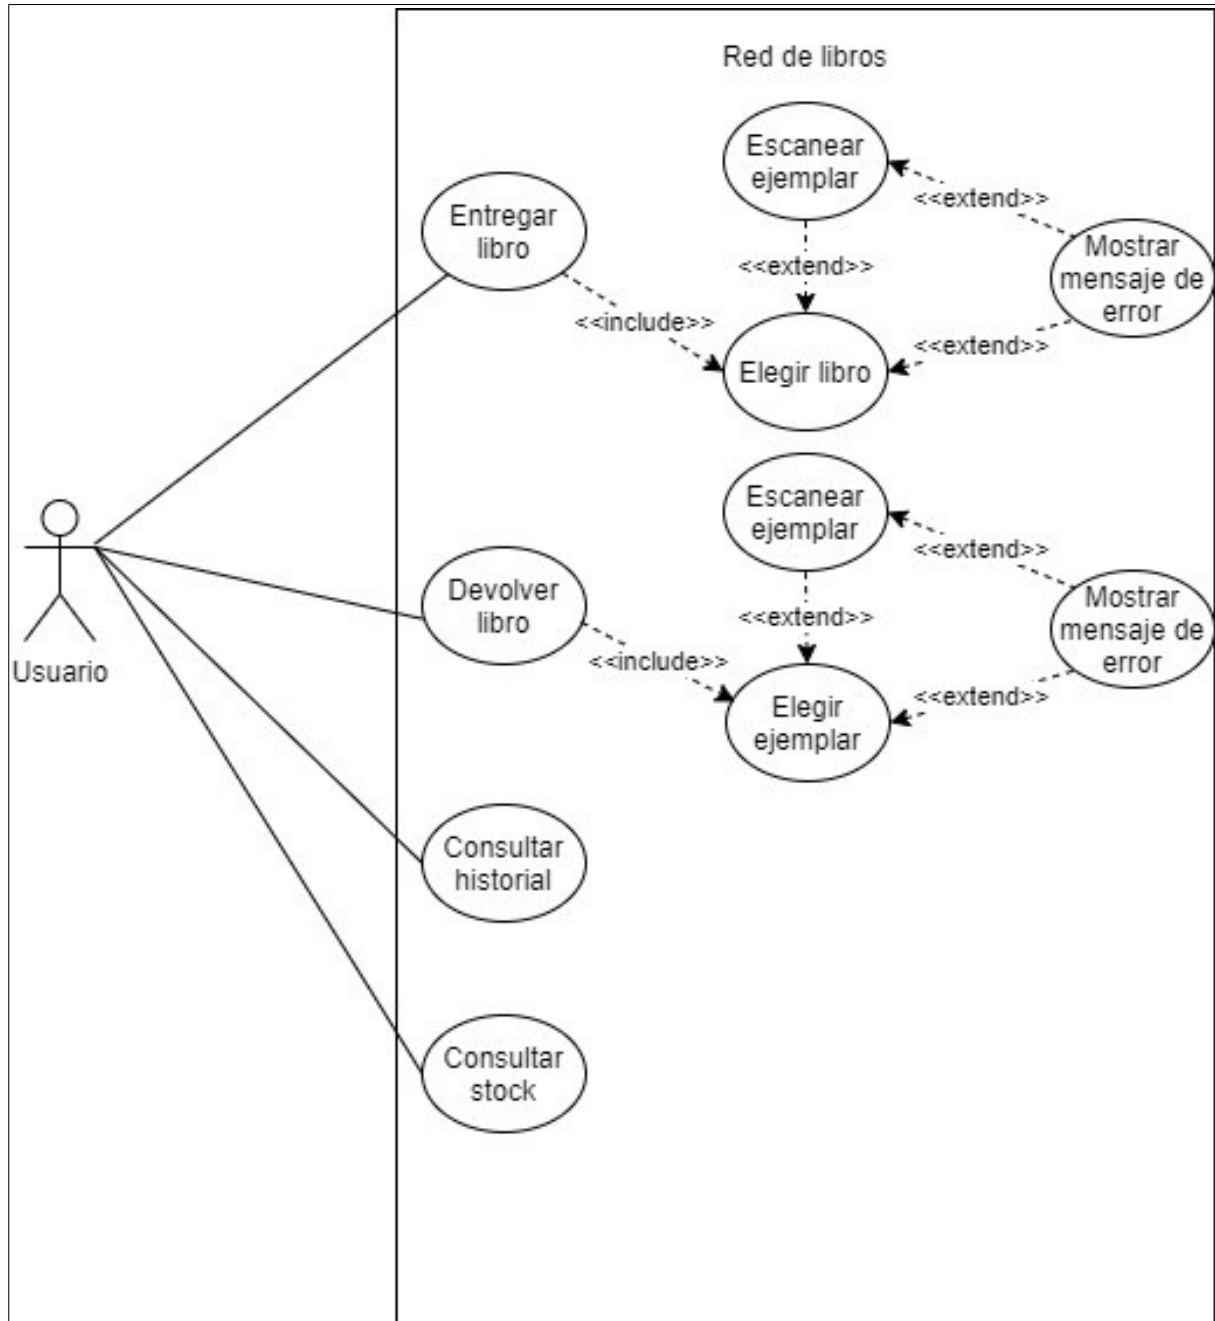 Red de libros
Escanear
ejemplar
<<extend>>
Entregar
libro
Mostrar
mensaje de
error
<<extend>>
<<include>>
Elegir libro
<<extend>>
Escanear
ejemplar
<<extend>>
Devolver
libro
Mostrar
mensaje de
error
<<extend>>
<<include>>
Elegir
ejemplar
<<extend>>
Usuario
Consultar
historial
Consultar
stock